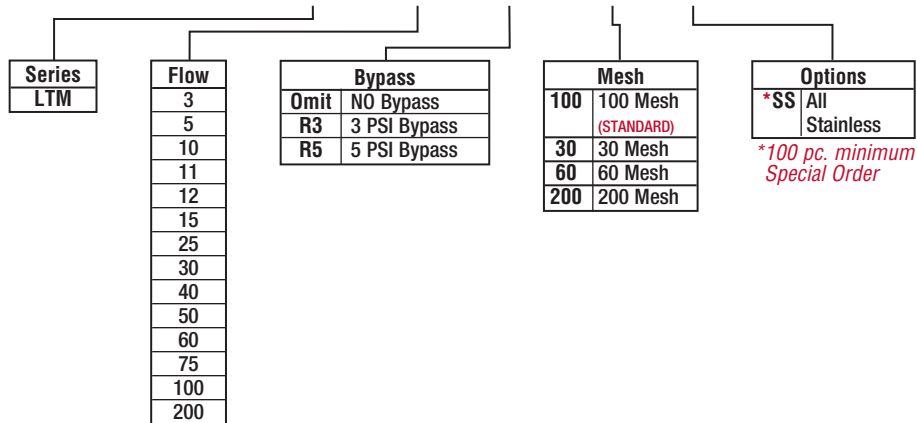 Series
LTM
Flow
3
5
10
11
12
15
25
30
40
50
60
75
100
200
Bypass
Omit NO Bypass
R3 3 PSI Bypass
R5 5 PSI Bypass
Mesh
100 100 Mesh
(STANDARD)
30 30 Mesh
60 60 Mesh
200 200 Mesh
Options
*SS All
Stainless
*100 pc. minimum
Special Order